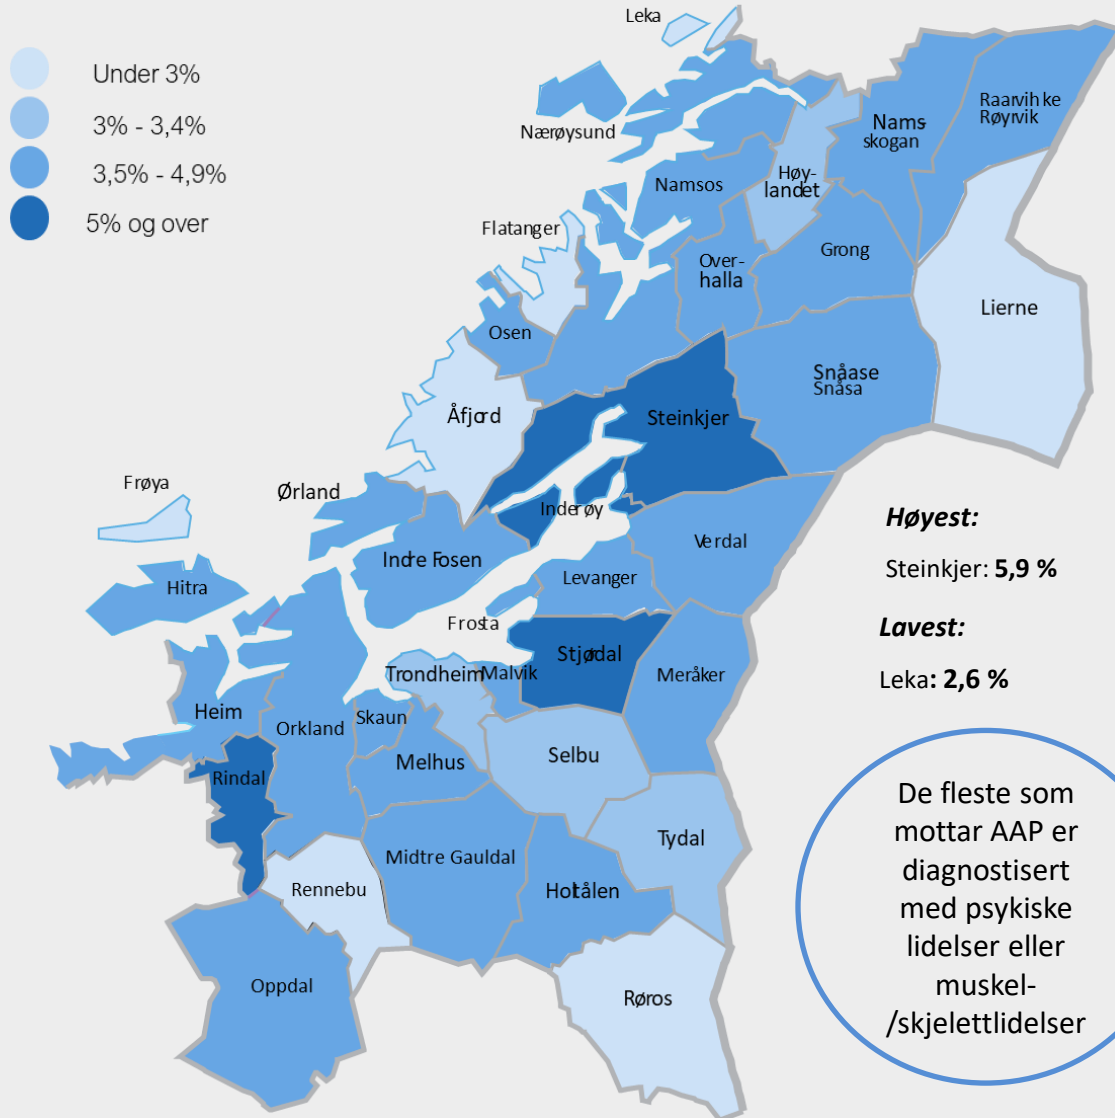 Under 3%
3% - 3,4%
3,5% - 4,9%
5% og over
Leka
Nærøysund
Raarvihke
Røyrvik
Nams-
skogan
Høy-
landet
Namsos
Flatanger
Over-
halla
Grong
Lierne
Osen
Snåase
Snåsa
Åfjord
Steinkjer
Frøya
Ørland
Inderøy
Verdal
Indre Fosen
Hitra
Levanger
Frosta
Stjødal
Trondheim
Malvik
Meråker
Heim
Orkland
Skaun
Melhus
Selbu
Rindal
Tydal
Midtre Gauldal
Rennebu
Holtålen
Oppdal
Røros
Høyest:
Steinkjer: 5,9 %
Lavest:
Leka: 2,6 %
De fleste som
mottar AAP er
diagnostisert
med psykiske
lidelser eller
muskel-
/skjelettlidelser